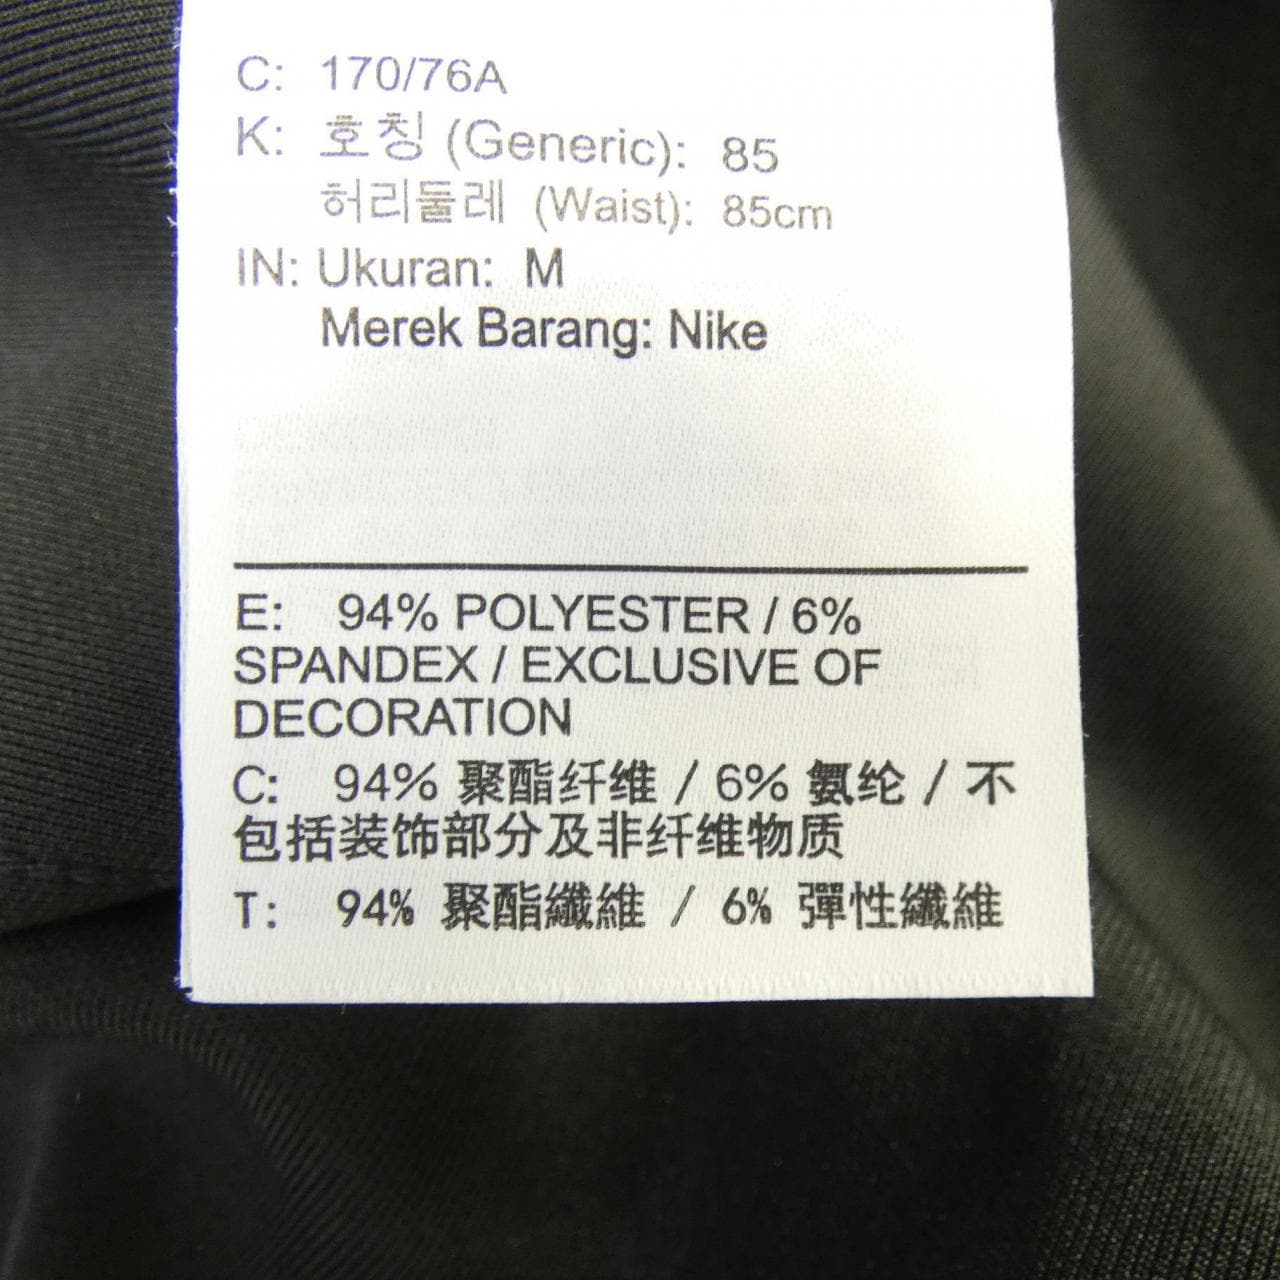 C: 170/76A
K: 호칭 (Generic): 85
허리둘레 (Waist): 85cm
IN: Ukuran: M
Merek Barang: Nike
E: 94% POLYESTER / 6%
SPANDEX / EXCLUSIVE OF
DECORATION
C: 94% 聚酯纤维 / 6% 氨纶 / 不
包括装饰部分及非纤维物质
T: 94% 聚酯纖維 / 6% 彈性纖維